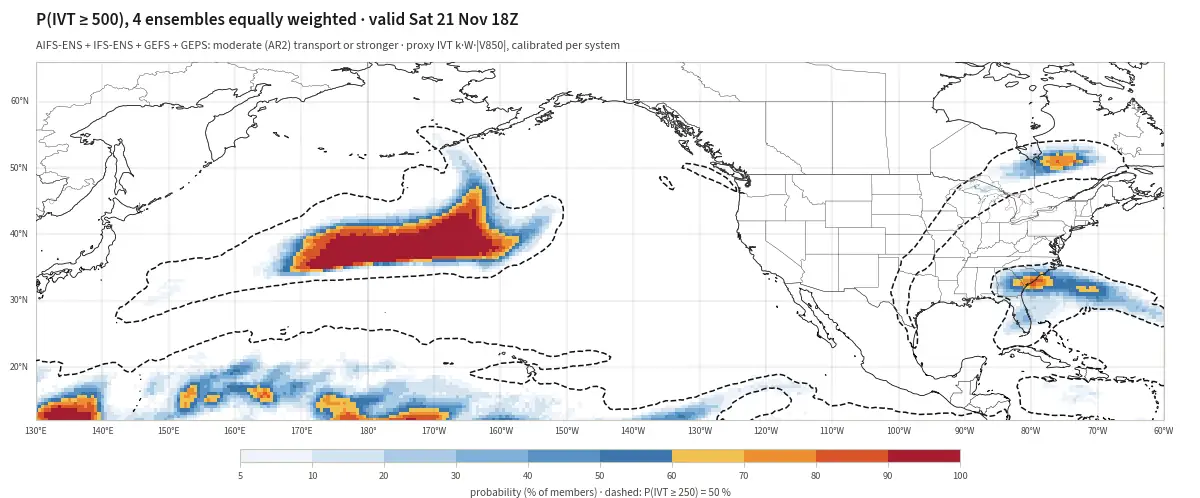 P(IVT ≥ 500), 4 ensembles equally weighted · valid Sat 21 Nov 18Z
AIFS-ENS + IFS-ENS + GEFS + GEPS: moderate (AR2) transport or stronger · proxy IVT k·W·|V850|, calibrated per system
60°N
50°N
40°N
30°N
20°N
130°E 140°E 150°E 160°E 170°E 180° 170°W 160°W 150°W 140°W 130°W 120°W 110°W 100°W 90°W 80°W 70°W 60°W
5 10 20 30 40 50 60 70 80 90 100
probability (% of members) · dashed: P(IVT ≥ 250) = 50 %